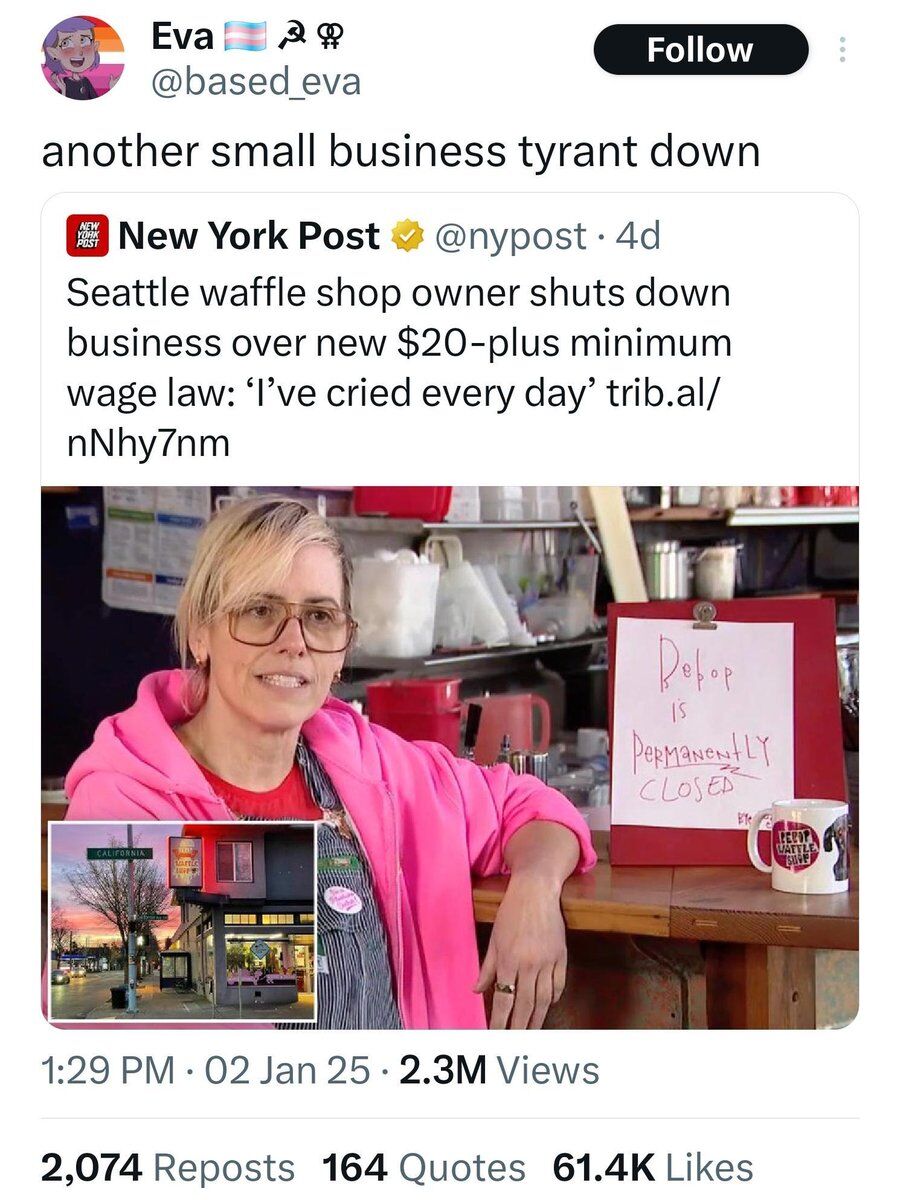 Eva 🏳️‍⚧️ ☭ ⚢
@based_eva
Follow
another small business tyrant down
NEW
YORK
POST
New York Post @nypost · 4d
Seattle waffle shop owner shuts down
business over new $20-plus minimum
wage law: ‘I’ve cried every day’ trib.al/
nNhy7nm
Bebop
is
PERMANENTLY
CLOSED
BEBOP
WAFFLE
SHOP
CALIFORNIA
WAFFLE
1:29 PM · 02 Jan 25 · 2.3M Views
2,074 Reposts 164 Quotes 61.4K Likes